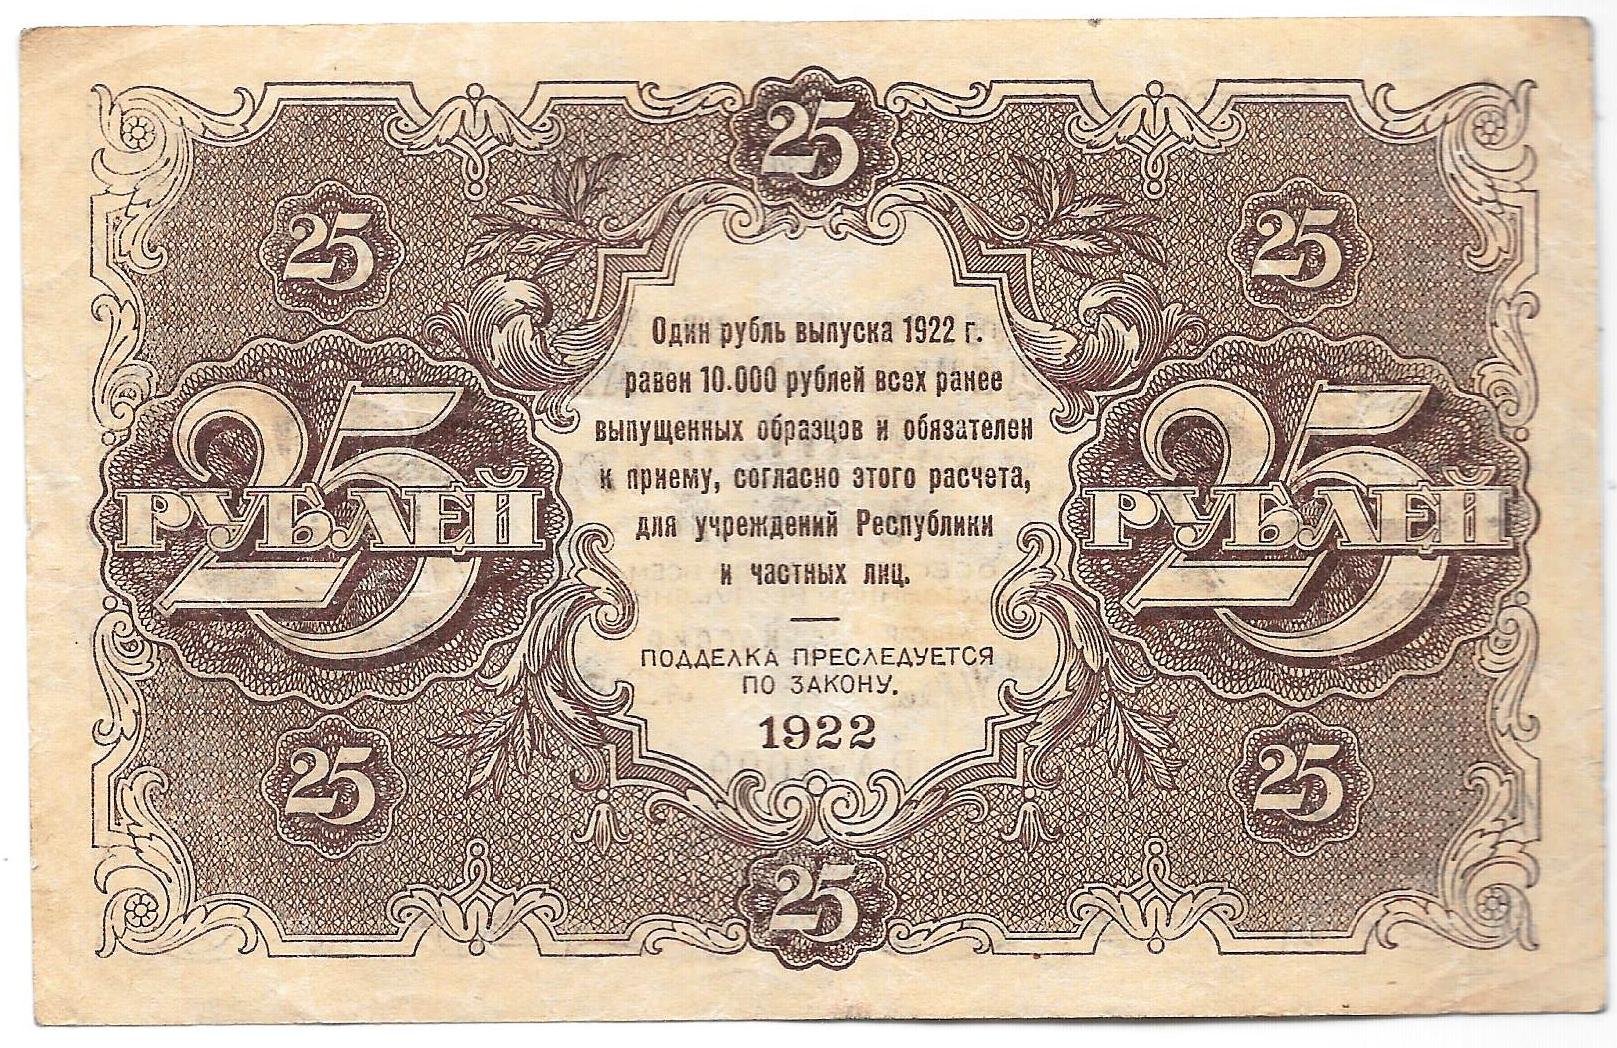 25
25
25
Один рубль выпуска 1922 г.
равен 10.000 рублей всех ранее
выпущенных образцов и обязателен
к приему, согласно этого расчета,
для учреждений Республики
и частных лиц.
25
РУБЛЕЙ
25
РУБЛЕЙ
ПОДДЕЛКА ПРЕСЛЕДУЕТСЯ
ПО ЗАКОНУ.
1922
25
25
25